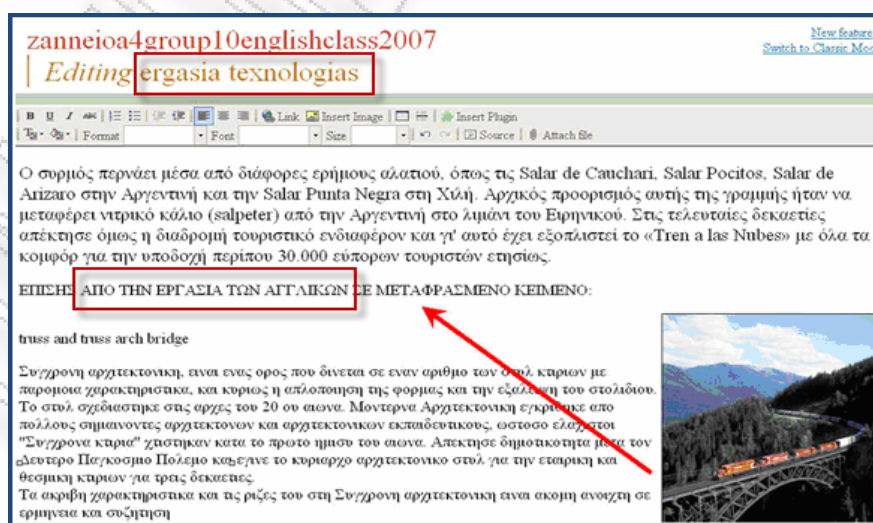 zanneioa4group10englishclass2007
New feature
Switch to Classic Mod
Editing ergasia texnologias
B U I ABC Link Insert Image Insert Plugin
Format Font Size Source Attach file
Ο συρμός περνάει μέσα από διάφορες ερήμους αλατιού, όπως τις Salar de Cauchari, Salar Pocitos, Salar de
Arizaro στην Αργεντινή και την Salar Punta Negra στη Χιλή. Αρχικός προορισμός αυτής της γραμμής ήταν να
μεταφέρει νιτρικό κάλιο (salpeter) από την Αργεντινή στο λιμάνι του Ειρηνικού. Στις τελευταίες δεκαετίες
απέκτησε όμως η διαδρομή τουριστικό ενδιαφέρον και γι' αυτό έχει εξοπλιστεί το «Tren a las Nubes» με όλα τα
κομφόρ για την υποδοχή περίπου 30.000 εύπορων τουριστών ετησίως.
ΕΠΙΣΗΣ ΑΠΟ ΤΗΝ ΕΡΓΑΣΙΑ ΤΩΝ ΑΓΓΛΙΚΩΝ ΣΕ ΜΕΤΑΦΡΑΣΜΕΝΟ ΚΕΙΜΕΝΟ:
truss and truss arch bridge
Συγχρονη αρχιτεκτονικη, ειναι ενας ορος που δινεται σε εναν αριθμο των στυλ κτιριων με
παρομοια χαρακτηριστικα, και κυριως η απλοποιηση της φορμας και την εξαλειψη του στολιδιου.
Το στυλ σχεδιαστηκε στις αρχες του 20 ου αιωνα. Μοντερνα Αρχιτεκτονικη εγκριθηκε απο
πολλους σημαινοντες αρχιτεκτονων και αρχιτεκτονικων εκπαιδευτικους, ωστοσο ελαχιστοι
"Συγχρονα κτιρια" χτιστηκαν κατα το πρωτο ημισυ του αιωνα. Απεκτησε δημοτικοτητα μετα τον
Δευτερο Παγκοσμιο Πολεμο και εγινε το κυριαρχο αρχιτεκτονικο στυλ για την εταιρικη και
θεσμικη κτιριων για τρεις δεκαετιες.
Τα ακριβη χαρακτηριστικα και τις ριζες του στη Συγχρονη αρχιτεκτονικη ειναι ακομη ανοιχτη σε
ερμηνεια και συζητηση